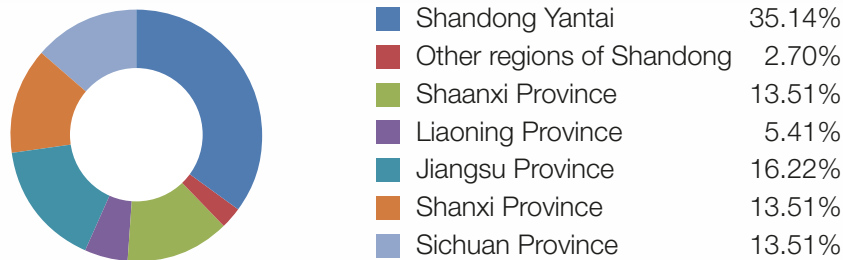 Shandong Yantai 35.14%
Other regions of Shandong 2.70%
Shaanxi Province 13.51%
Liaoning Province 5.41%
Jiangsu Province 16.22%
Shanxi Province 13.51%
Sichuan Province 13.51%